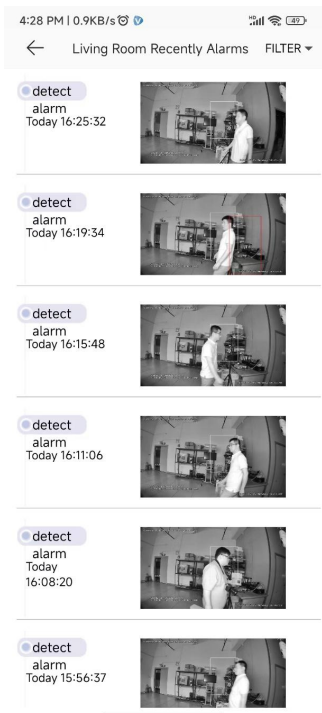 4:28 PM | 0.9KB/s
HD 49
Living Room Recently Alarms FILTER
detect
alarm
Today 16:25:32
detect
alarm
Today 16:19:34
detect
alarm
Today 16:15:48
detect
alarm
Today 16:11:06
detect
alarm
Today
16:08:20
detect
alarm
Today 15:56:37